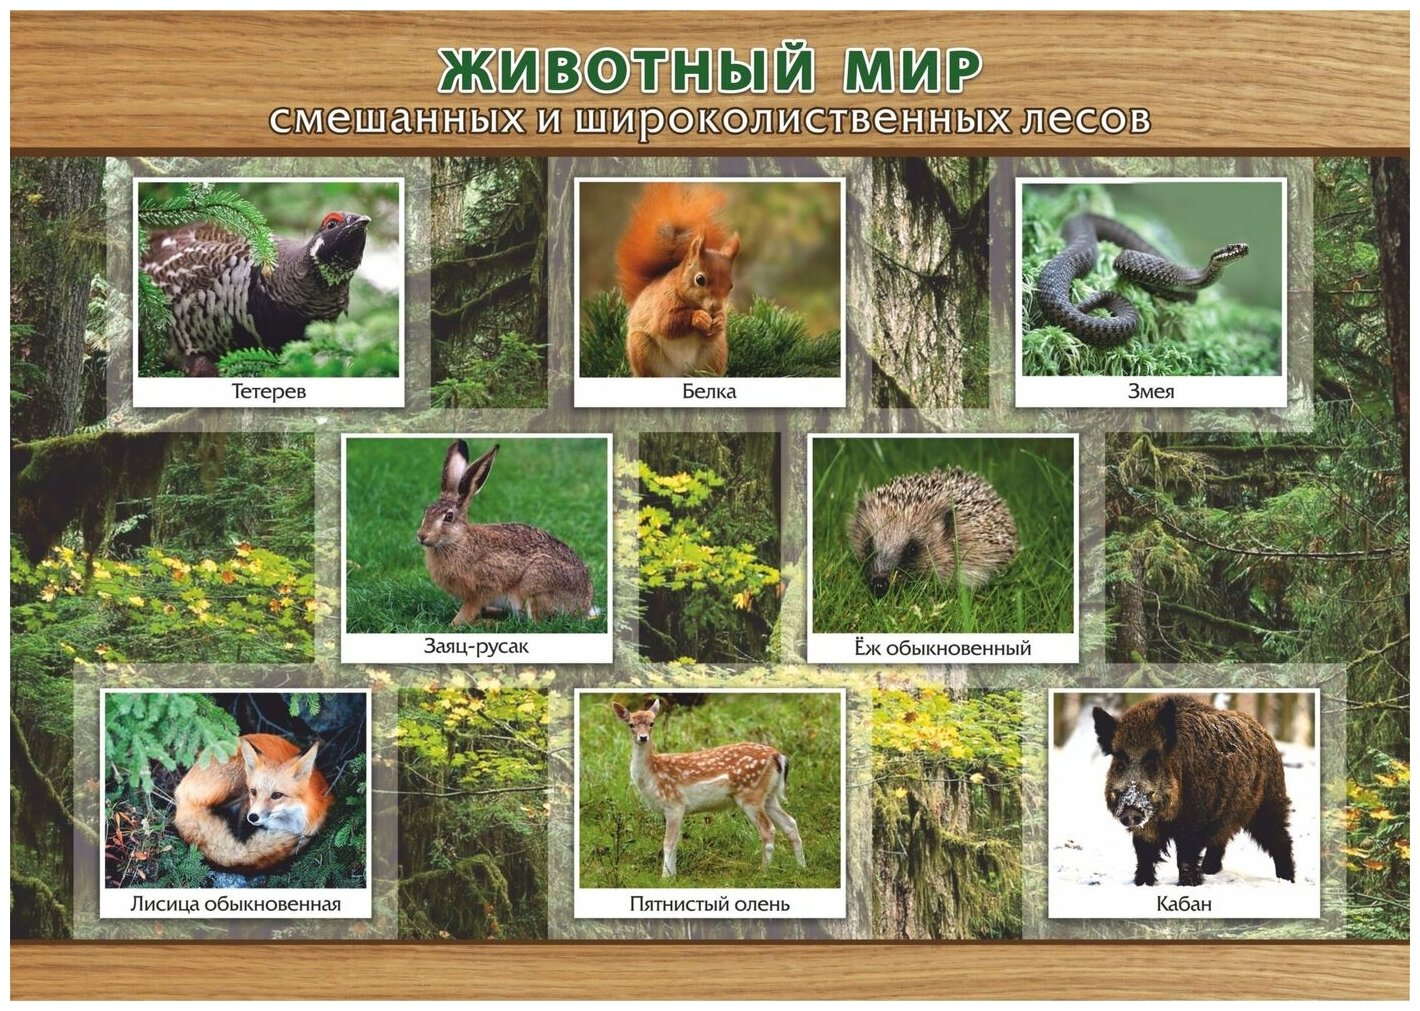 ЖИВОТНЫЙ МИР
смешанных и широколиственных лесов
Тетерев
Белка
Змея
Заяц-русак
Ёж обыкновенный
Лисица обыкновенная
Пятнистый олень
Кабан